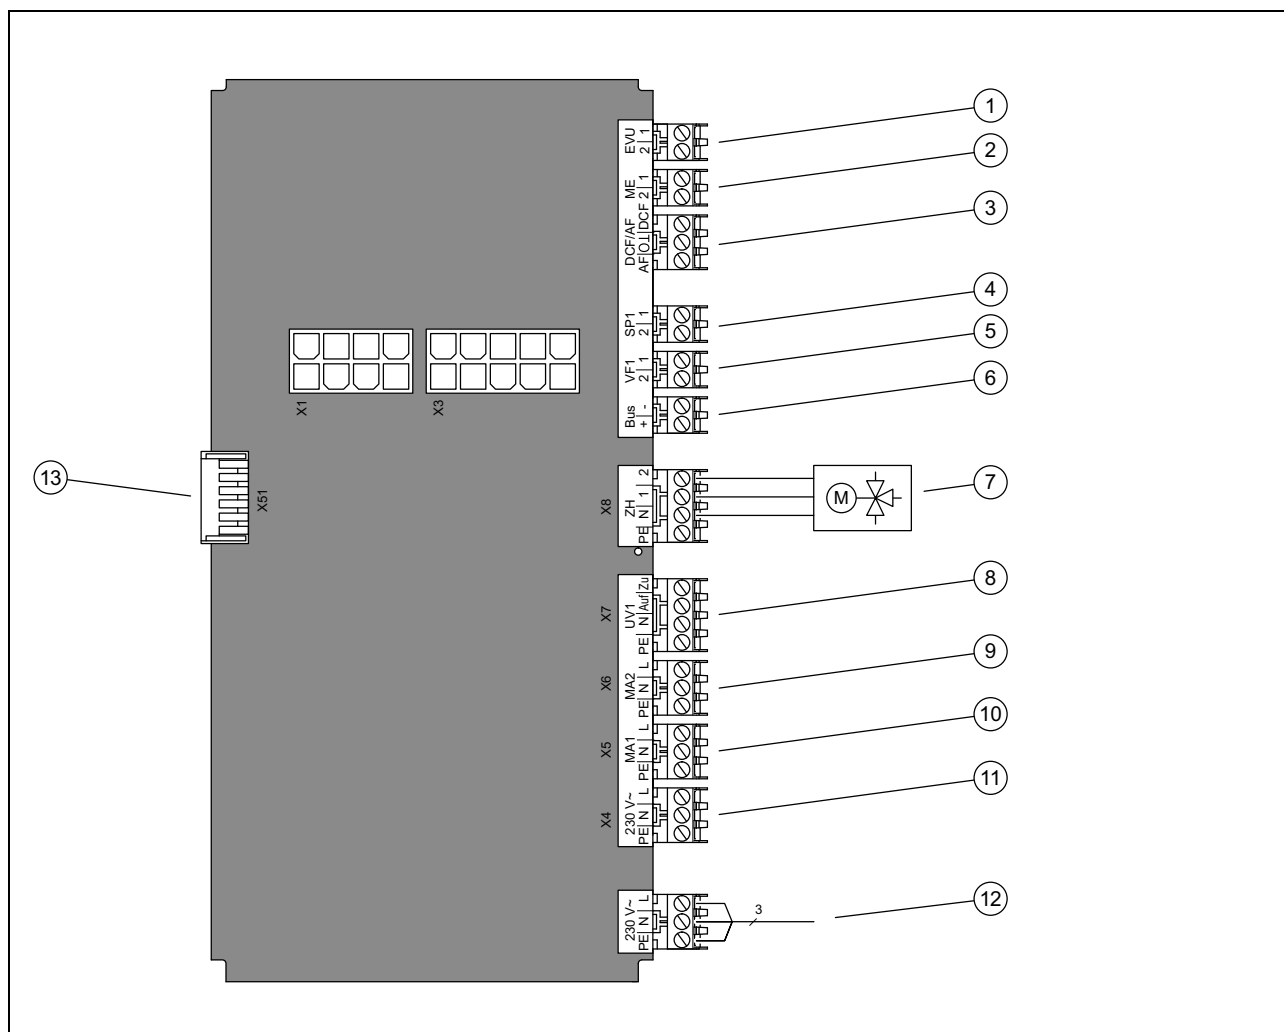 EVU
2 1
1
ME
2 1
2
DCF/AF
AF ⊥O DCF
3
SP1
2 1
4
VF1
2 1
5
Bus
+ -
6
X1
X3
13
X51
X8
ZH
PE N 1 2
M
7
X7
UV1
PE N Auf Zu
8
X6
MA2
PE N L
9
X5
MA1
PE N L
10
X4
230 V~
PE N L
11
230 V~
PE N L
3
12